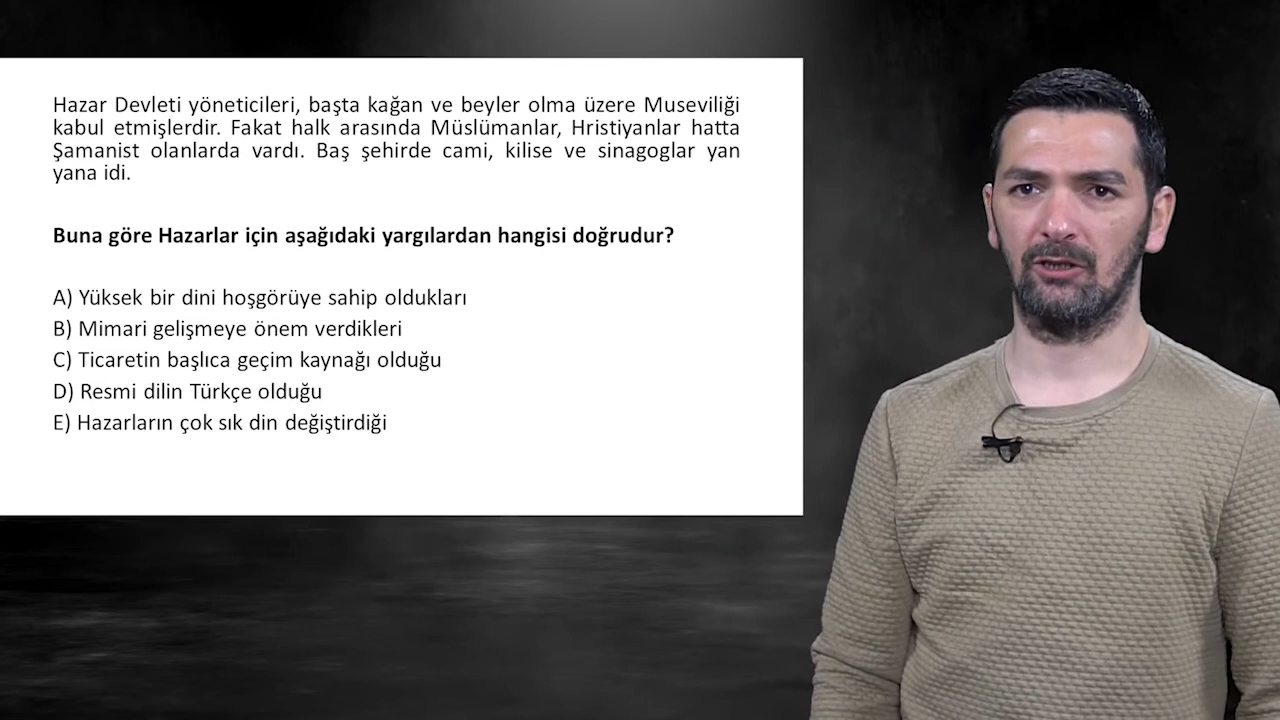 Hazar Devleti yöneticileri, başta kağan ve beyler olma üzere Museviliği
kabul etmişlerdir. Fakat halk arasında Müslümanlar, Hristiyanlar hatta
Şamanist olanlarda vardı. Baş şehirde cami, kilise ve sinagoglar yan
yana idi.
Buna göre Hazarlar için aşağıdaki yargılardan hangisi doğrudur?
A) Yüksek bir dini hoşgörüye sahip oldukları
B) Mimari gelişmeye önem verdikleri
C) Ticaretin başlıca geçim kaynağı olduğu
D) Resmi dilin Türkçe olduğu
E) Hazarların çok sık din değiştirdiği